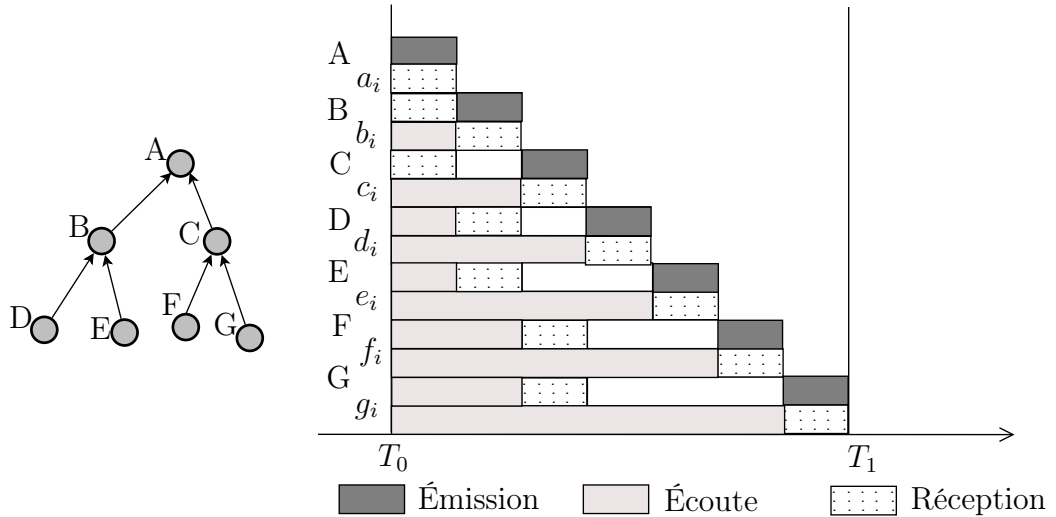 A
B
C
D
E
F
G
A
a_i
B
b_i
C
c_i
D
d_i
E
e_i
F
f_i
G
g_i
T_0
T_1
Émission
Écoute
Réception